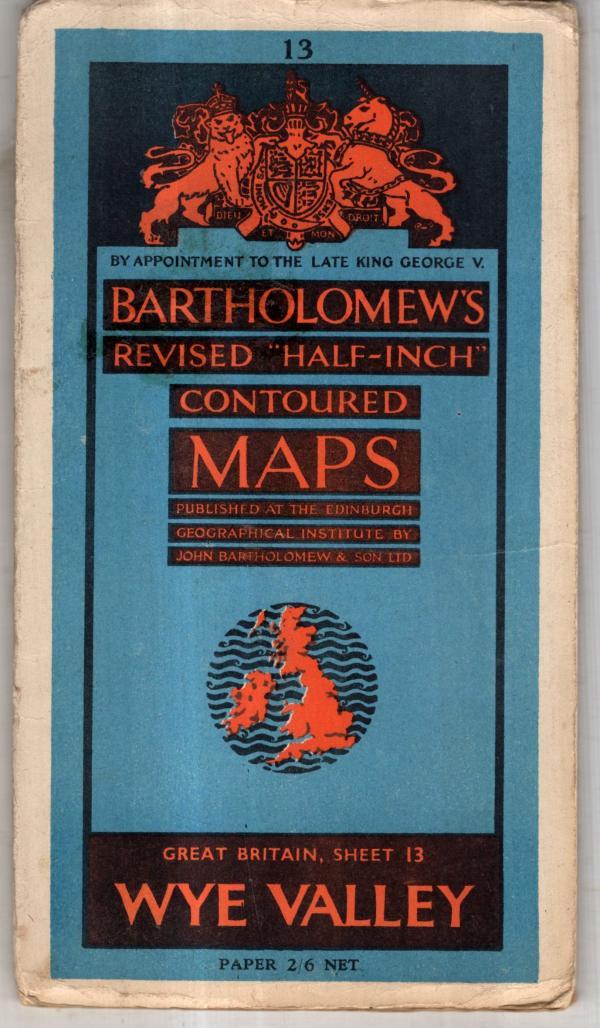 13
DIEU ET MON DROIT
BY APPOINTMENT TO THE LATE KING GEORGE V.
BARTHOLOMEW'S
REVISED "HALF-INCH"
CONTOURED
MAPS
PUBLISHED AT THE EDINBURGH
GEOGRAPHICAL INSTITUTE BY
JOHN BARTHOLOMEW & SON LTD
GREAT BRITAIN, SHEET 13
WYE VALLEY
PAPER 2/6 NET